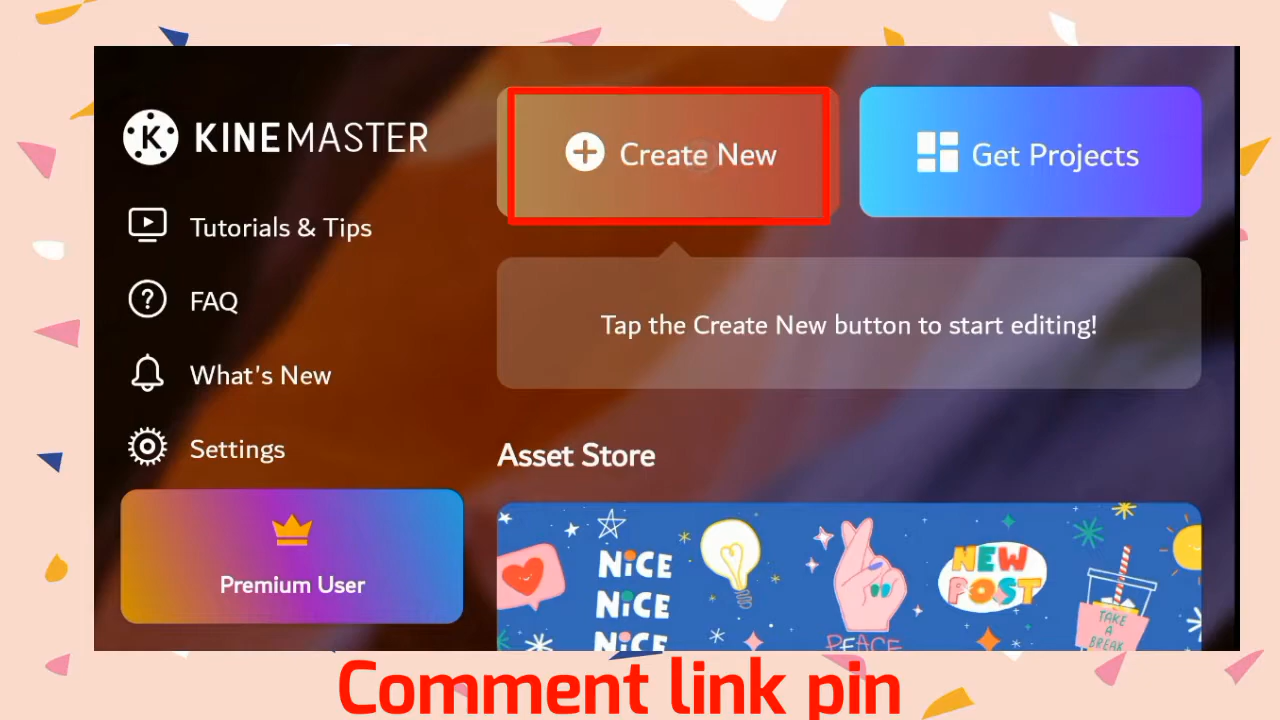 KINEMASTER
Tutorials & Tips
FAQ
What's New
Settings
Premium User
Create New
Get Projects
Tap the Create New button to start editing!
Asset Store
NiCE
NiCE
NiCE
PEACE
NEW
POST
TAKE
A
BREAK
Comment link pin